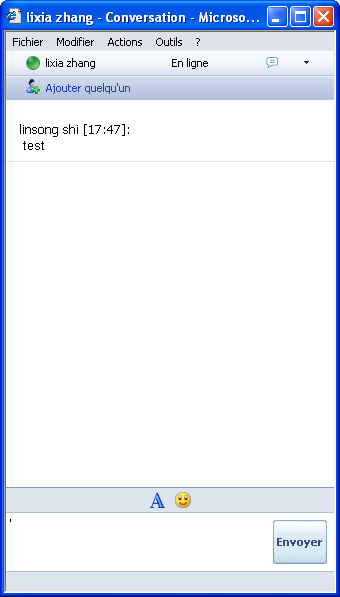 lixia zhang - Conversation - Microso...
Fichier Modifier Actions Outils ?
lixia zhang En ligne
Ajouter quelqu'un
linsong shi [17:47]:
test
A
'
Envoyer